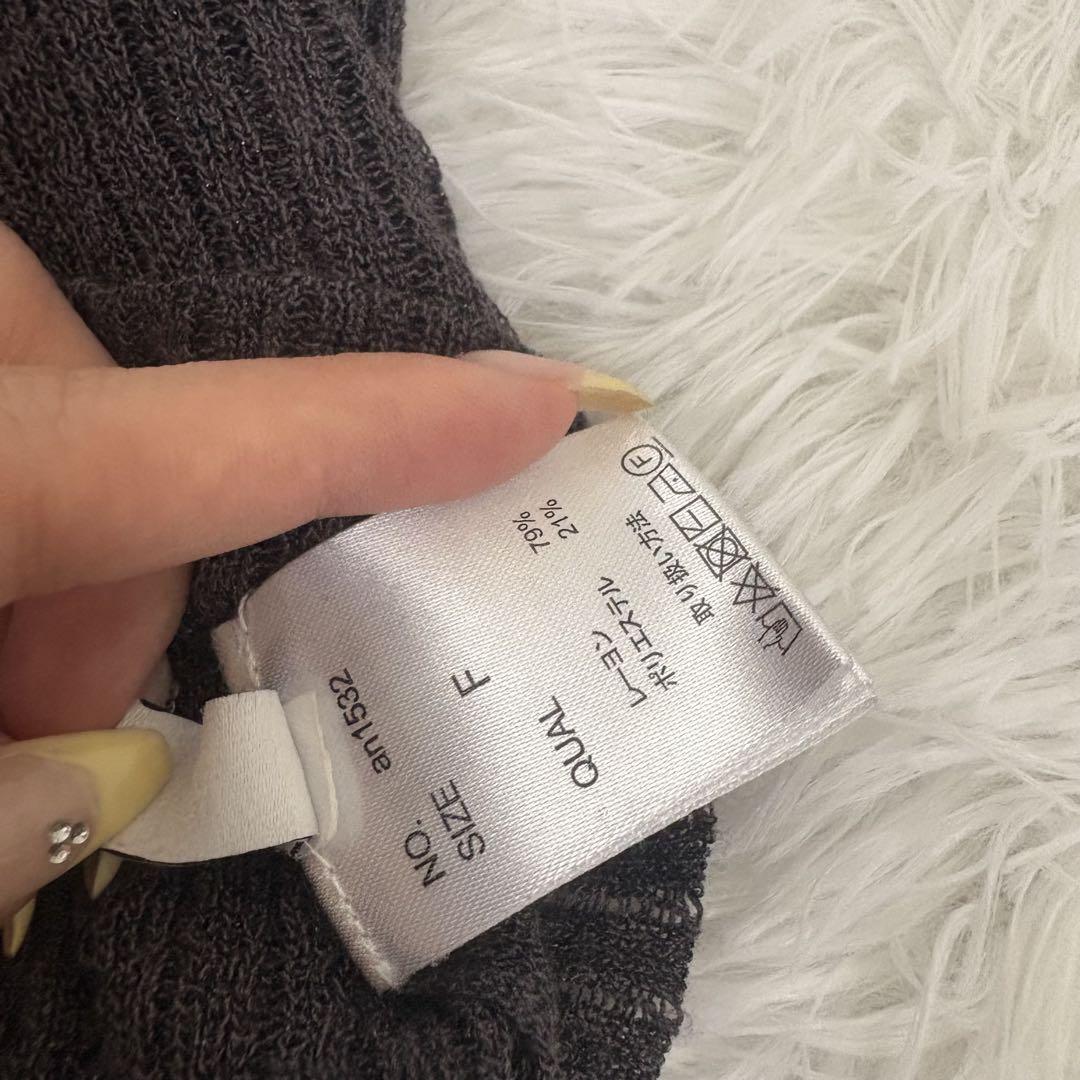 NO. an1532
SIZE F
QUAL
レーヨン 79%
ポリエステル 21%
取り扱い方法
F